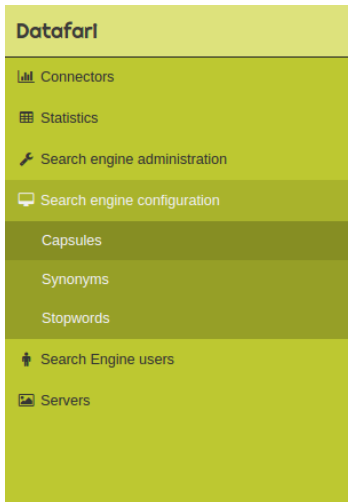 Datafari
Connectors
Statistics
Search engine administration
Search engine configuration
Capsules
Synonyms
Stopwords
Search Engine users
Servers